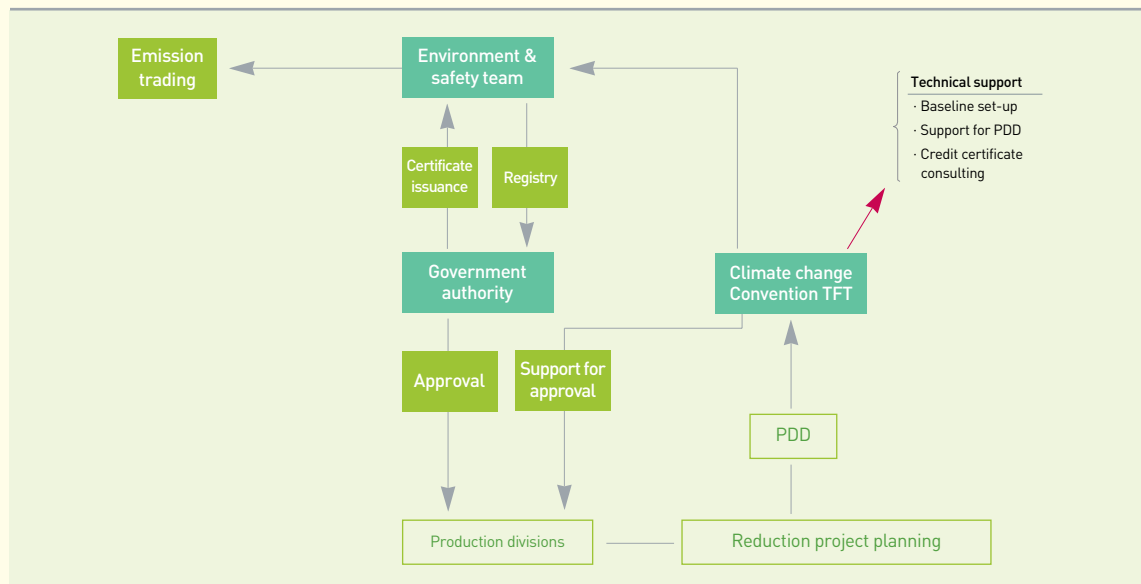 Emission
trading
Environment &
safety team
Technical support
· Baseline set-up
· Support for PDD
· Credit certificate
consulting
Certificate
issuance
Registry
Government
authority
Climate change
Convention TFT
Approval
Support for
approval
PDD
Production divisions
Reduction project planning